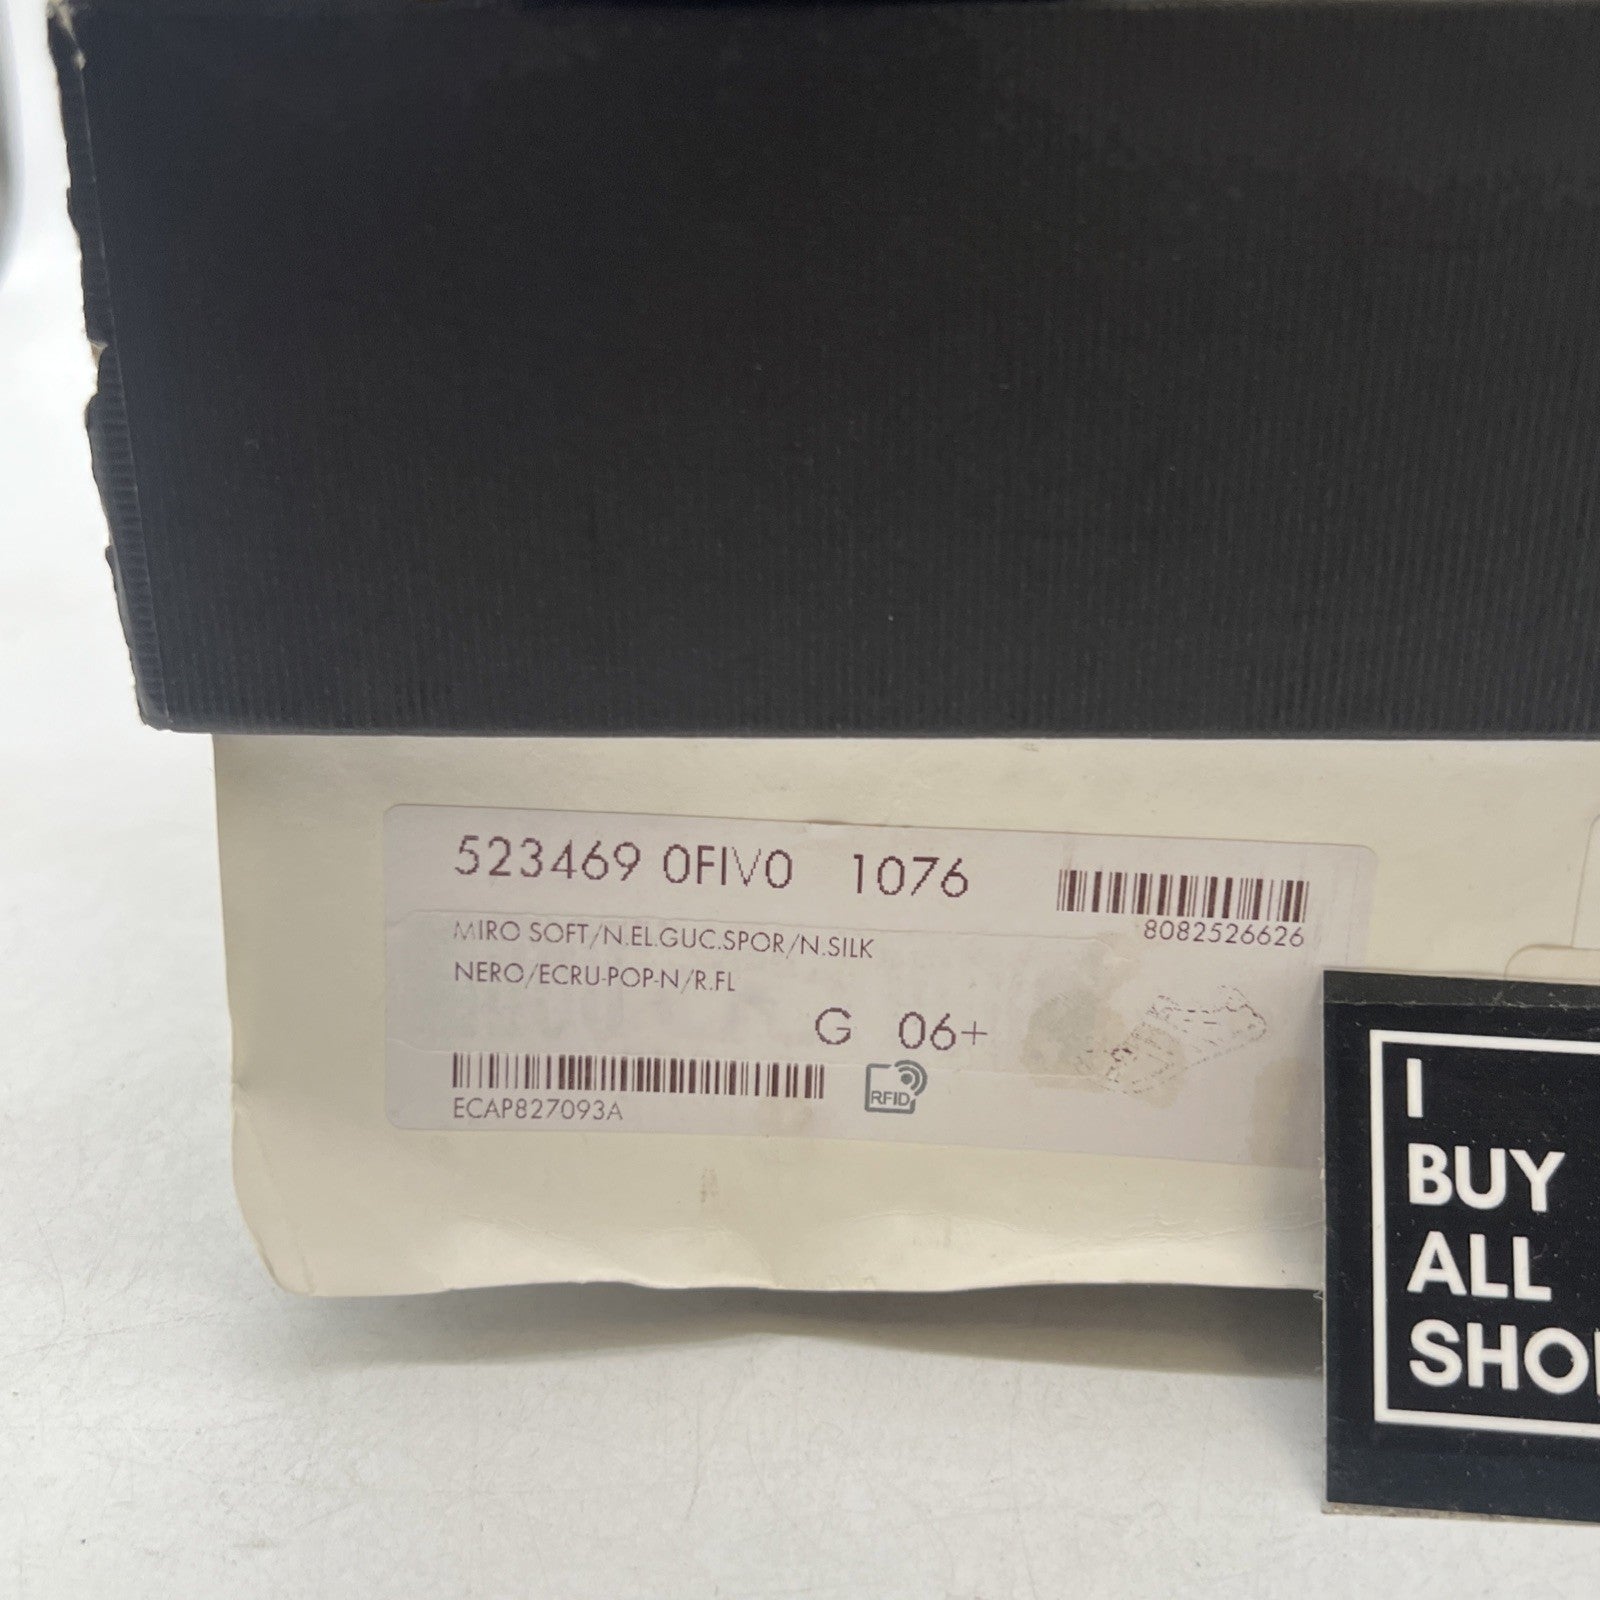 523469 0FIV0 1076
8082526626
MIRO SOFT/N.EL.GUC.SPOR/N.SILK
NERO/ECRU-POP-N/R.FL
G 06+
ECAP827093A
RFID
I
BUY
ALL